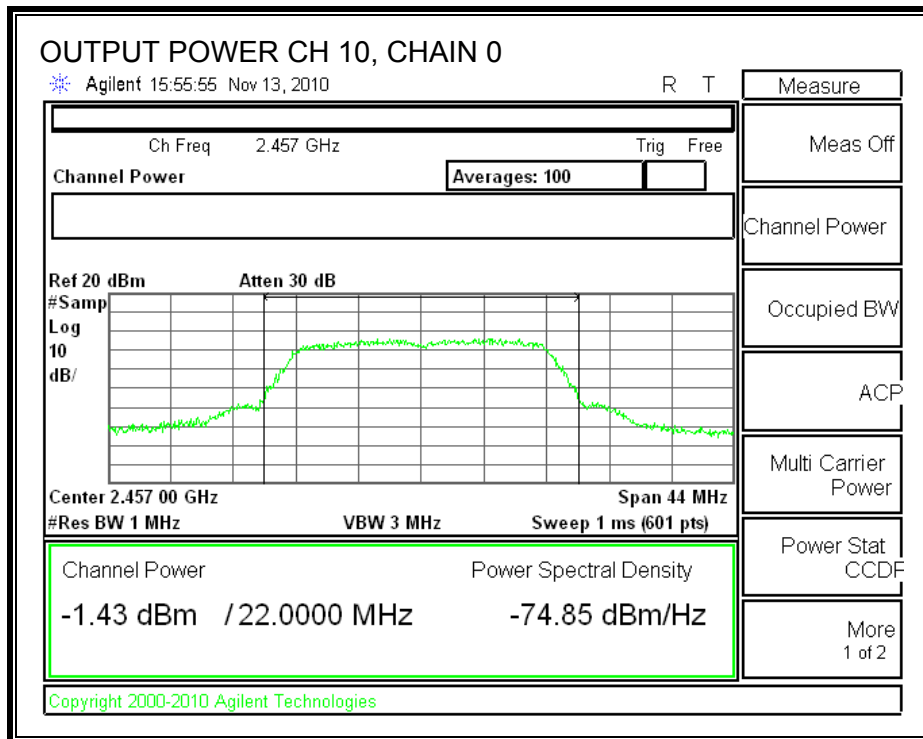 OUTPUT POWER CH 10, CHAIN 0
Agilent 15:55:55 Nov 13, 2010 R T
Measure
Ch Freq 2.457 GHz Trig Free
Meas Off
Channel Power Averages: 100
Channel Power
Ref 20 dBm Atten 30 dB
#Samp
Log
10
dB/
Occupied BW
ACP
Multi Carrier
Power
Center 2.457 00 GHz Span 44 MHz
#Res BW 1 MHz VBW 3 MHz Sweep 1 ms (601 pts)
Power Stat
CCDF
Channel Power Power Spectral Density
-1.43 dBm / 22.0000 MHz -74.85 dBm/Hz
More
1 of 2
Copyright 2000-2010 Agilent Technologies